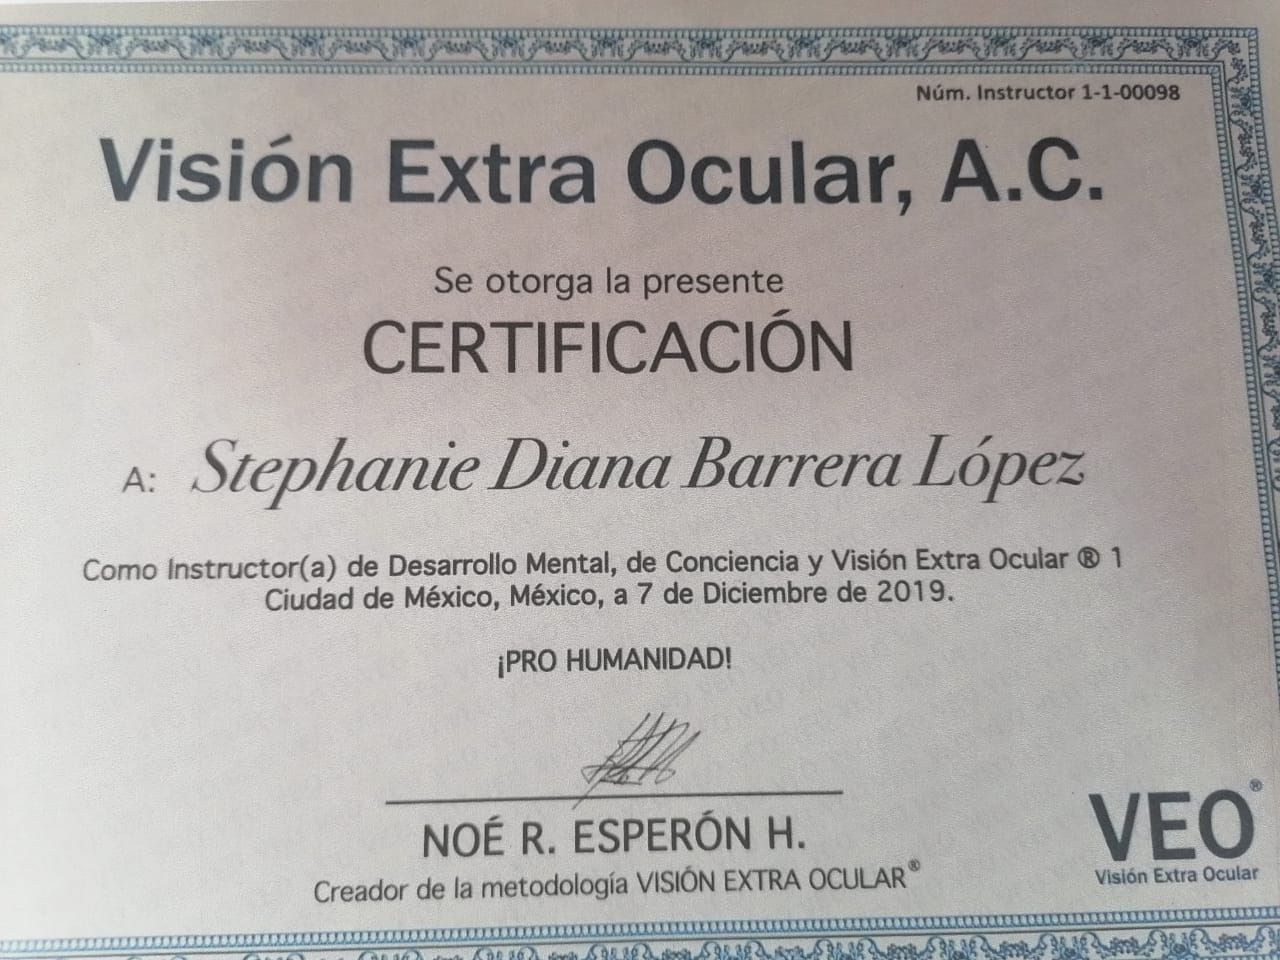 Núm. Instructor 1-1-00098
Visión Extra Ocular, A.C.
Se otorga la presente
CERTIFICACIÓN
A: Stephanie Diana Barrera López
Como Instructor(a) de Desarrollo Mental, de Conciencia y Visión Extra Ocular ® 1
Ciudad de México, México, a 7 de Diciembre de 2019.
¡PRO HUMANIDAD!
NOÉ R. ESPERÓN H.
Creador de la metodología VISIÓN EXTRA OCULAR®
VEO®
Visión Extra Ocular